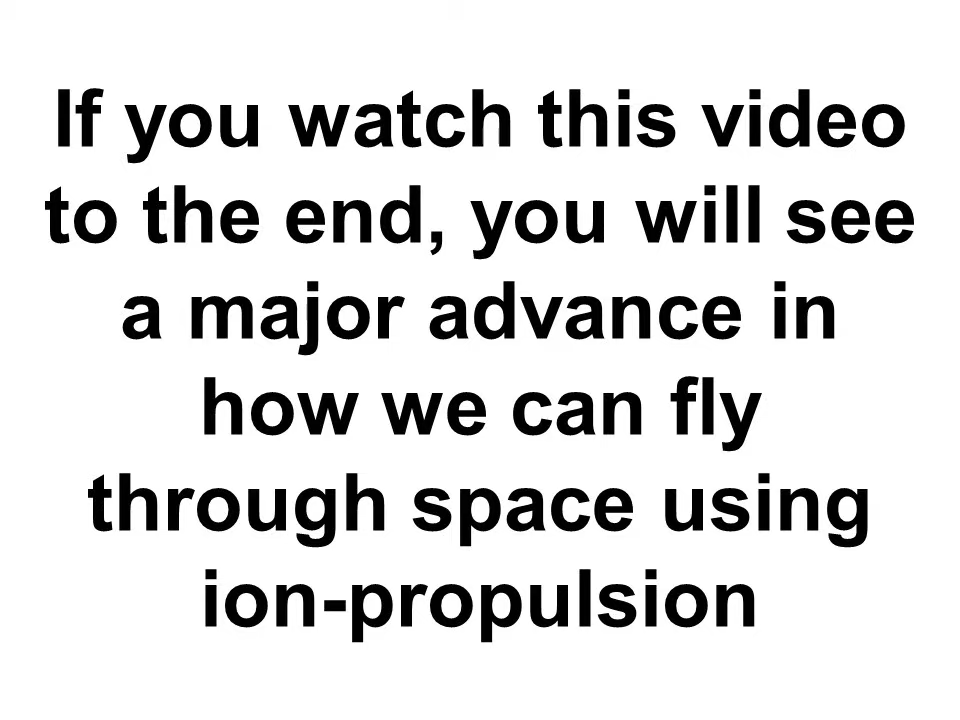 If you watch this video
to the end, you will see
a major advance in
how we can fly
through space using
ion-propulsion